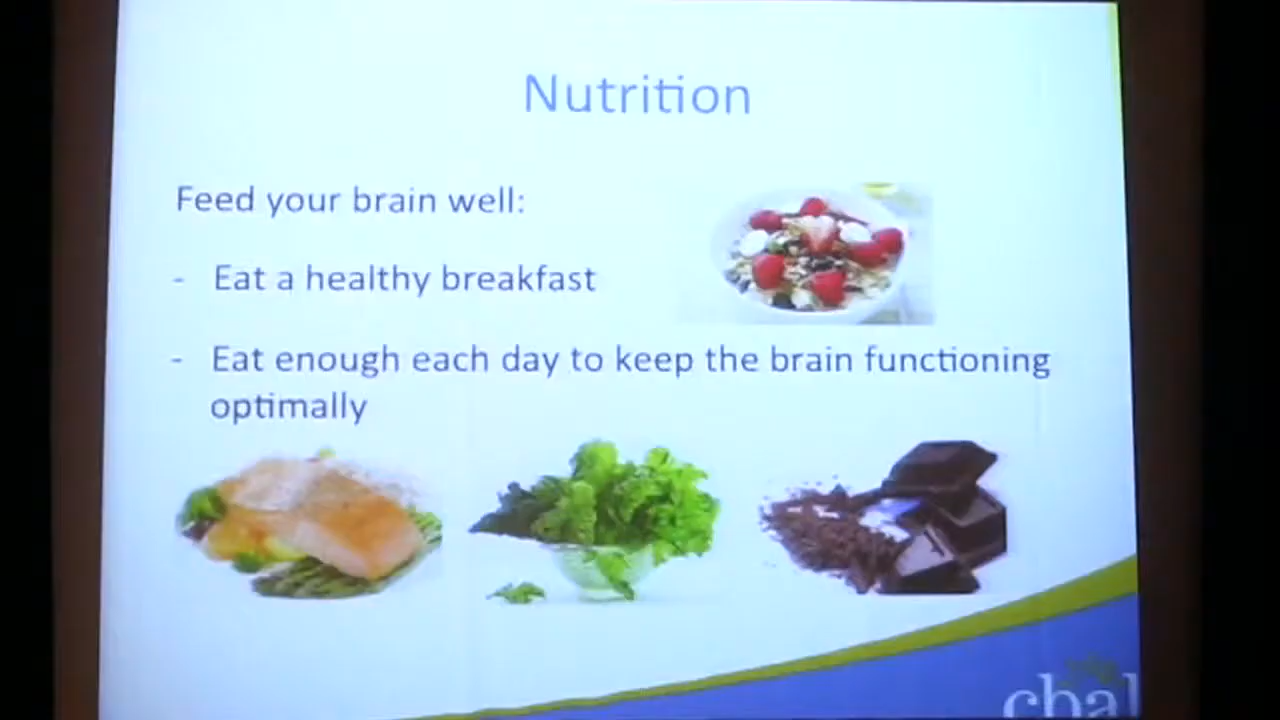 Nutrition
Feed your brain well:
- Eat a healthy breakfast
- Eat enough each day to keep the brain functioning
optimally